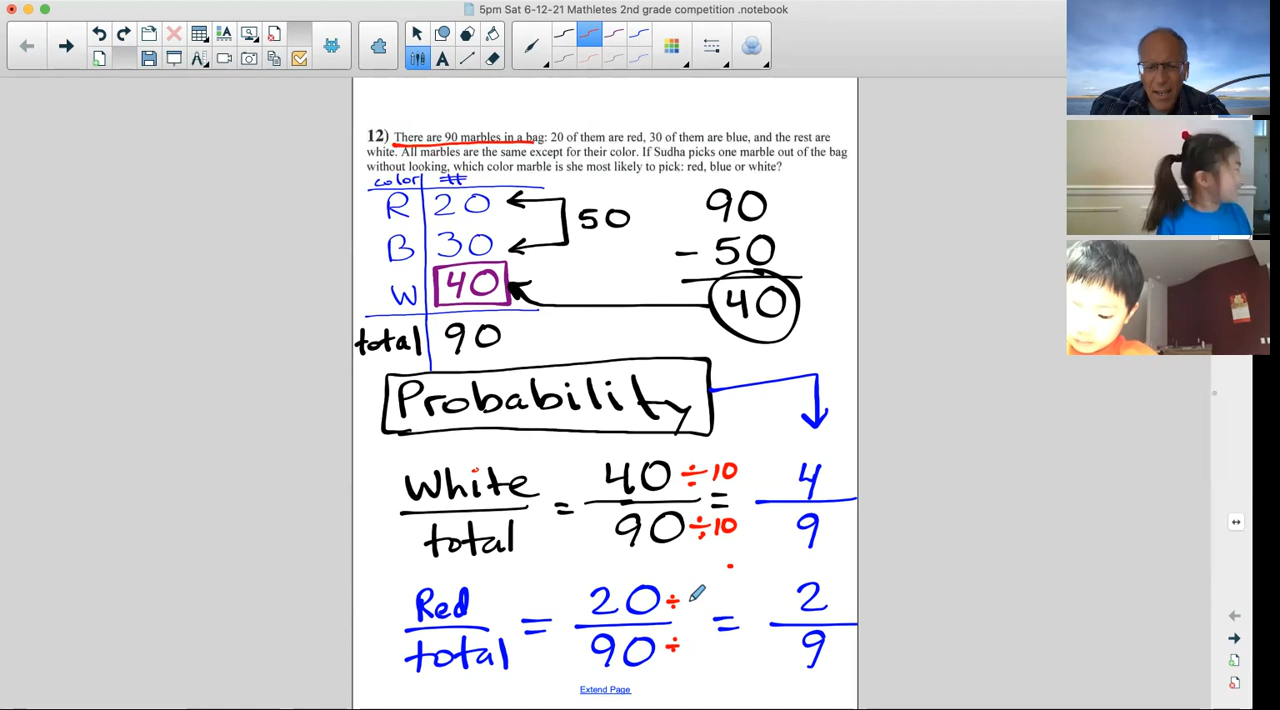 5pm Sat 6-12-21 Mathletes 2nd grade competition .notebook
12) There are 90 marbles in a bag: 20 of them are red, 30 of them are blue, and the rest are
white. All marbles are the same except for their color. If Sudha picks one marble out of the bag
without looking, which color marble is she most likely to pick: red, blue or white?
color #
R 20
B 30
W 40
total 90
50
90
- 50
40
Probability
White
total
=
40 ÷10
90 ÷10
=
4
9
Red
total
=
20 ÷
90 ÷
=
2
9
Extend Page